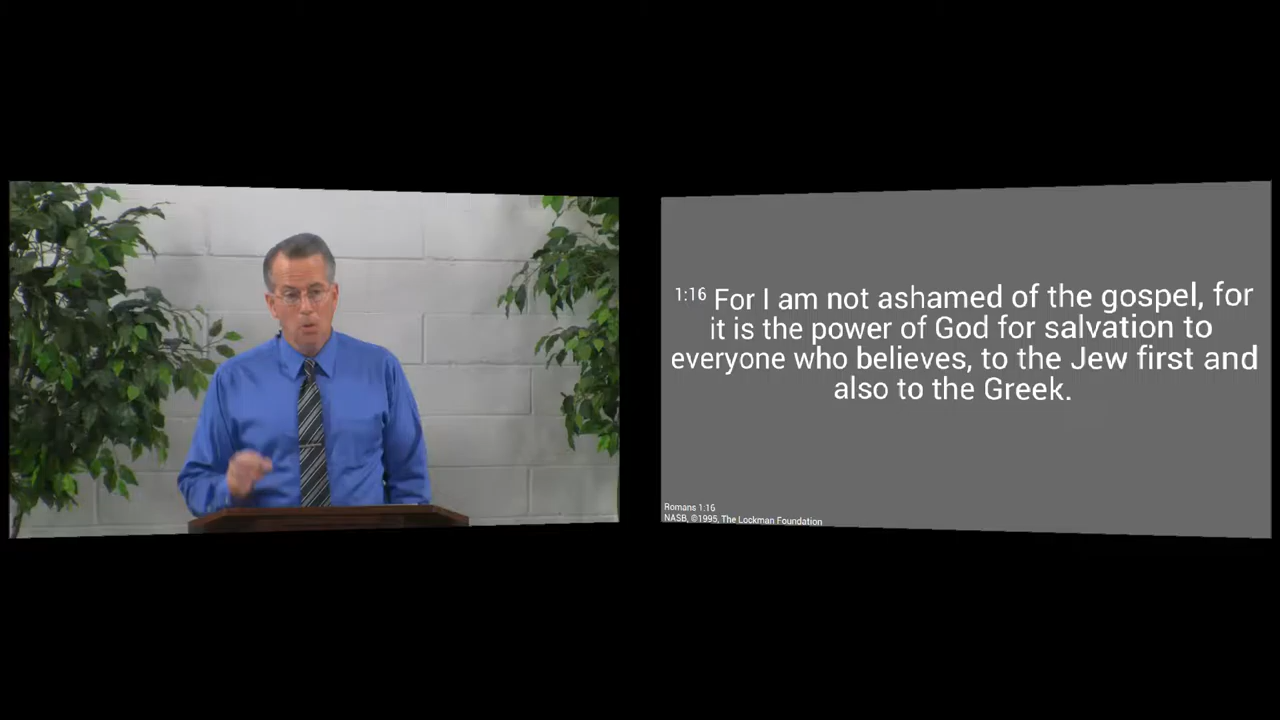 1:16 For I am not ashamed of the gospel, for
it is the power of God for salvation to
everyone who believes, to the Jew first and
also to the Greek.
Romans 1:16
NASB, ©1995, The Lockman Foundation